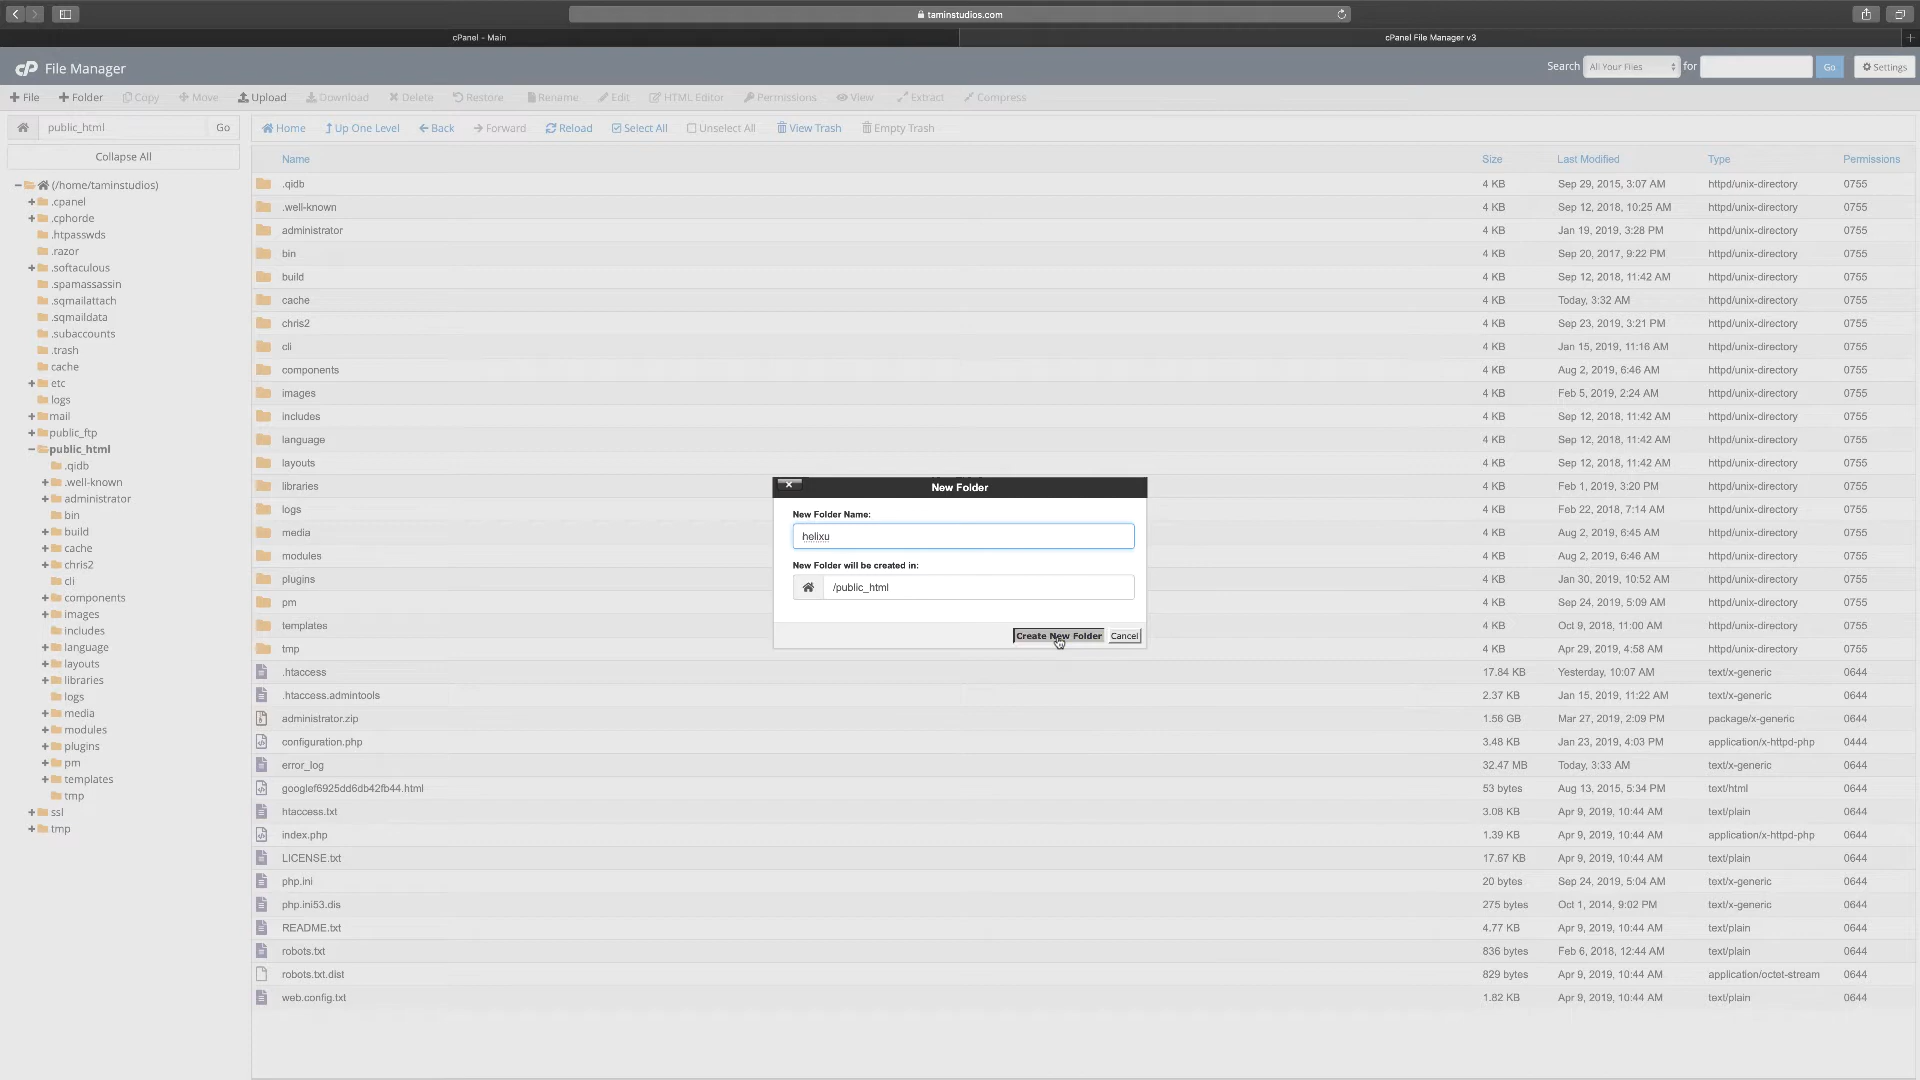 taminstudios.com
cPanel - Main
cPanel File Manager v3
cP File Manager
Search All Your Files for Go Settings
File Folder Copy Move Upload Download Delete Restore Rename Edit HTML Editor Permissions View Extract Compress
public_html Go
Home Up One Level Back Forward Reload Select All Unselect All View Trash Empty Trash
Collapse All
(/home/taminstudios)
.cpanel
.cphorde
.htpasswds
.razor
.softaculous
.spamassassin
.sqmailattach
.sqmaildata
.subaccounts
.trash
cache
etc
logs
mail
public_ftp
public_html
.qidb
.well-known
administrator
bin
build
cache
chris2
cli
components
images
includes
language
layouts
libraries
logs
media
modules
plugins
pm
templates
tmp
ssl
tmp
Name Size Last Modified Type Permissions
.qidb 4 KB Sep 29, 2015, 3:07 AM httpd/unix-directory 0755
.well-known 4 KB Sep 12, 2018, 10:25 AM httpd/unix-directory 0755
administrator 4 KB Jan 19, 2019, 3:28 PM httpd/unix-directory 0755
bin 4 KB Sep 20, 2017, 9:22 PM httpd/unix-directory 0755
build 4 KB Sep 12, 2018, 11:42 AM httpd/unix-directory 0755
cache 4 KB Today, 3:32 AM httpd/unix-directory 0755
chris2 4 KB Sep 23, 2019, 3:21 PM httpd/unix-directory 0755
cli 4 KB Jan 15, 2019, 11:16 AM httpd/unix-directory 0755
components 4 KB Aug 2, 2019, 6:46 AM httpd/unix-directory 0755
images 4 KB Feb 5, 2019, 2:24 AM httpd/unix-directory 0755
includes 4 KB Sep 12, 2018, 11:42 AM httpd/unix-directory 0755
language 4 KB Sep 12, 2018, 11:42 AM httpd/unix-directory 0755
layouts 4 KB Sep 12, 2018, 11:42 AM httpd/unix-directory 0755
libraries 4 KB Feb 1, 2019, 3:20 PM httpd/unix-directory 0755
logs 4 KB Feb 22, 2018, 7:14 AM httpd/unix-directory 0755
media 4 KB Aug 2, 2019, 6:45 AM httpd/unix-directory 0755
modules 4 KB Aug 2, 2019, 6:46 AM httpd/unix-directory 0755
plugins 4 KB Jan 30, 2019, 10:52 AM httpd/unix-directory 0755
pm 4 KB Sep 24, 2019, 5:09 AM httpd/unix-directory 0755
templates 4 KB Oct 9, 2018, 11:00 AM httpd/unix-directory 0755
tmp 4 KB Apr 29, 2019, 4:58 AM httpd/unix-directory 0755
.htaccess 17.84 KB Yesterday, 10:07 AM text/x-generic 0644
.htaccess.admintools 2.37 KB Jan 15, 2019, 11:22 AM text/x-generic 0644
administrator.zip 1.56 GB Mar 27, 2019, 2:09 PM package/x-generic 0644
configuration.php 3.48 KB Jan 23, 2019, 4:03 PM application/x-httpd-php 0444
error_log 32.47 MB Today, 3:33 AM text/x-generic 0644
googlef6925dd6db42fb44.html 53 bytes Aug 13, 2015, 5:34 PM text/html 0644
htaccess.txt 3.08 KB Apr 9, 2019, 10:44 AM text/plain 0644
index.php 1.39 KB Apr 9, 2019, 10:44 AM application/x-httpd-php 0644
LICENSE.txt 17.67 KB Apr 9, 2019, 10:44 AM text/plain 0644
php.ini 20 bytes Sep 24, 2019, 5:04 AM text/x-generic 0644
php.ini53.dis 275 bytes Oct 1, 2014, 9:02 PM text/x-generic 0644
README.txt 4.77 KB Apr 9, 2019, 10:44 AM text/plain 0644
robots.txt 836 bytes Feb 6, 2018, 12:44 AM text/plain 0644
robots.txt.dist 829 bytes Apr 9, 2019, 10:44 AM application/octet-stream 0644
web.config.txt 1.82 KB Apr 9, 2019, 10:44 AM text/plain 0644
New Folder
New Folder Name:
helixu
New Folder will be created in:
/public_html
Create New Folder Cancel